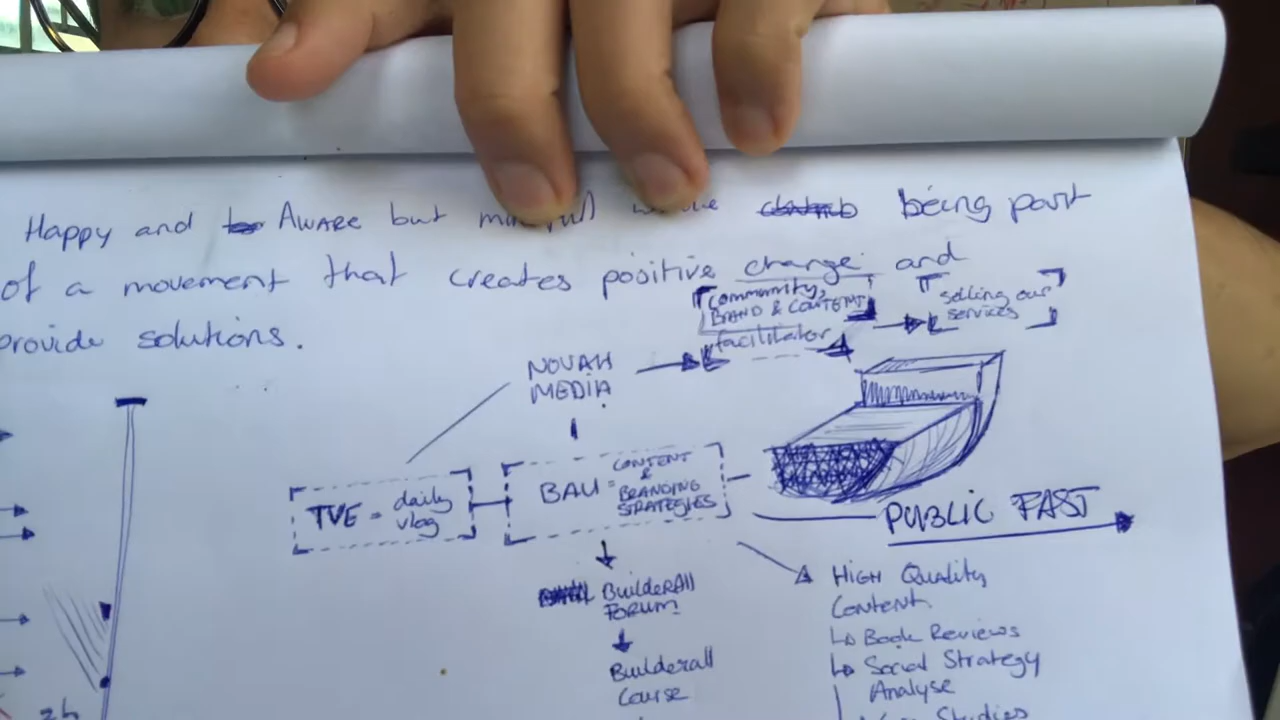 Happy and AWARE but being part
of a movement that creates positive change and
provide solutions.
Community,
BRAND & CONTENT
facilitator
selling our
services
NOVAH
MEDIA
TVE = daily
vlog
BAU = CONTENT
&
BRANDING
STRATEGIES
PUBLIC FAST
BuilderAll
FORUM
Builderall
Course
HIGH Quality
Content
Book Reviews
Social Strategy
Analyse
Studies
2h